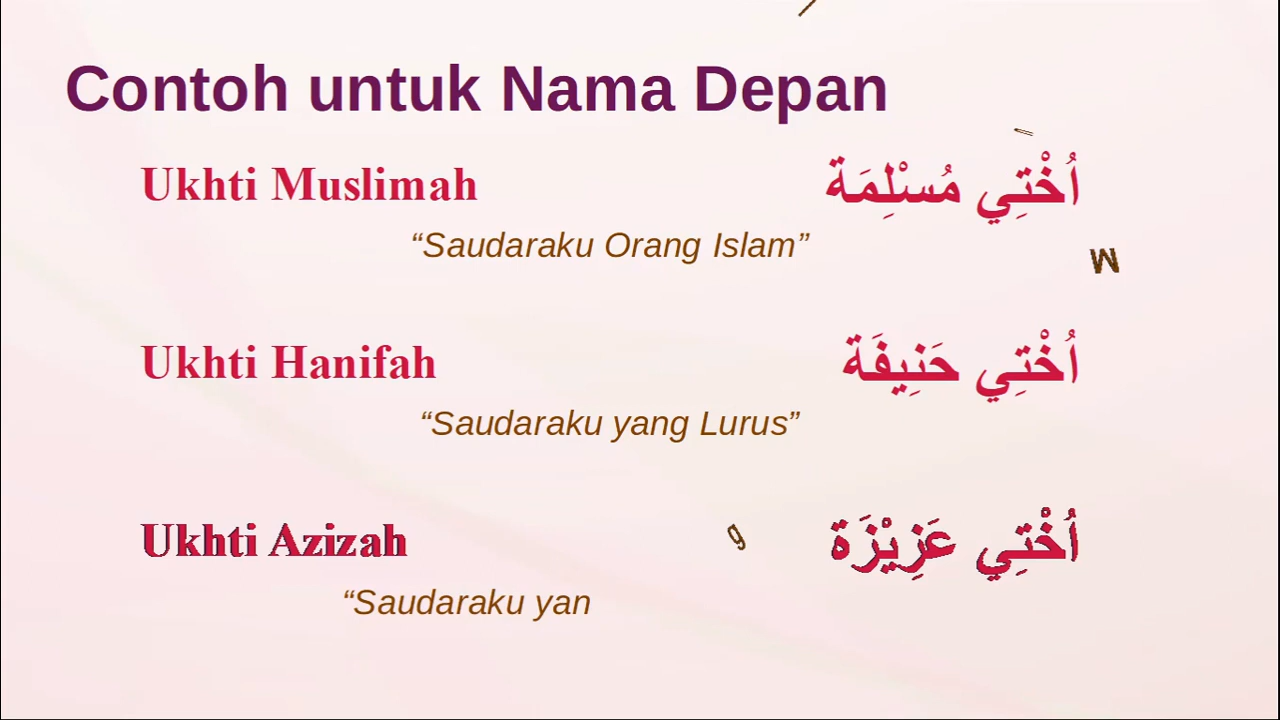 Contoh untuk Nama Depan
Ukhti Muslimah اُخْتِي مُسْلِمَة
“Saudaraku Orang Islam”
Ukhti Hanifah اُخْتِي حَنِيفَة
“Saudaraku yang Lurus”
Ukhti Azizah اُخْتِي عَزِيْزَة
“Saudaraku yan
g
M